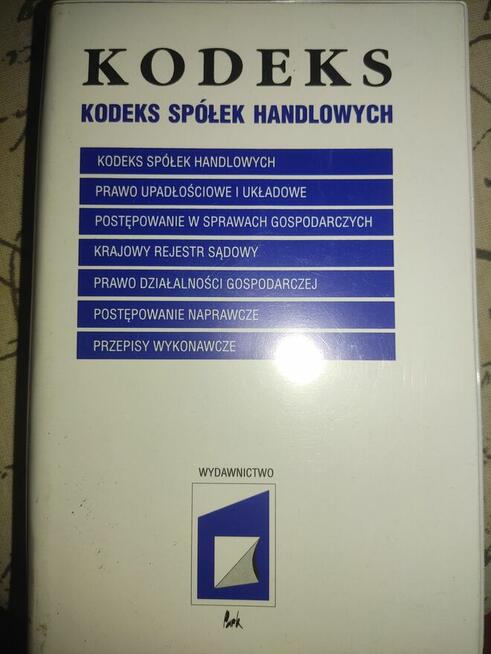 KODEKS
KODEKS SPÓŁEK HANDLOWYCH
KODEKS SPÓŁEK HANDLOWYCH
PRAWO UPADŁOŚCIOWE I UKŁADOWE
POSTĘPOWANIE W SPRAWACH GOSPODARCZYCH
KRAJOWY REJESTR SĄDOWY
PRAWO DZIAŁALNOŚCI GOSPODARCZEJ
POSTĘPOWANIE NAPRAWCZE
PRZEPISY WYKONAWCZE
WYDAWNICTWO
Park